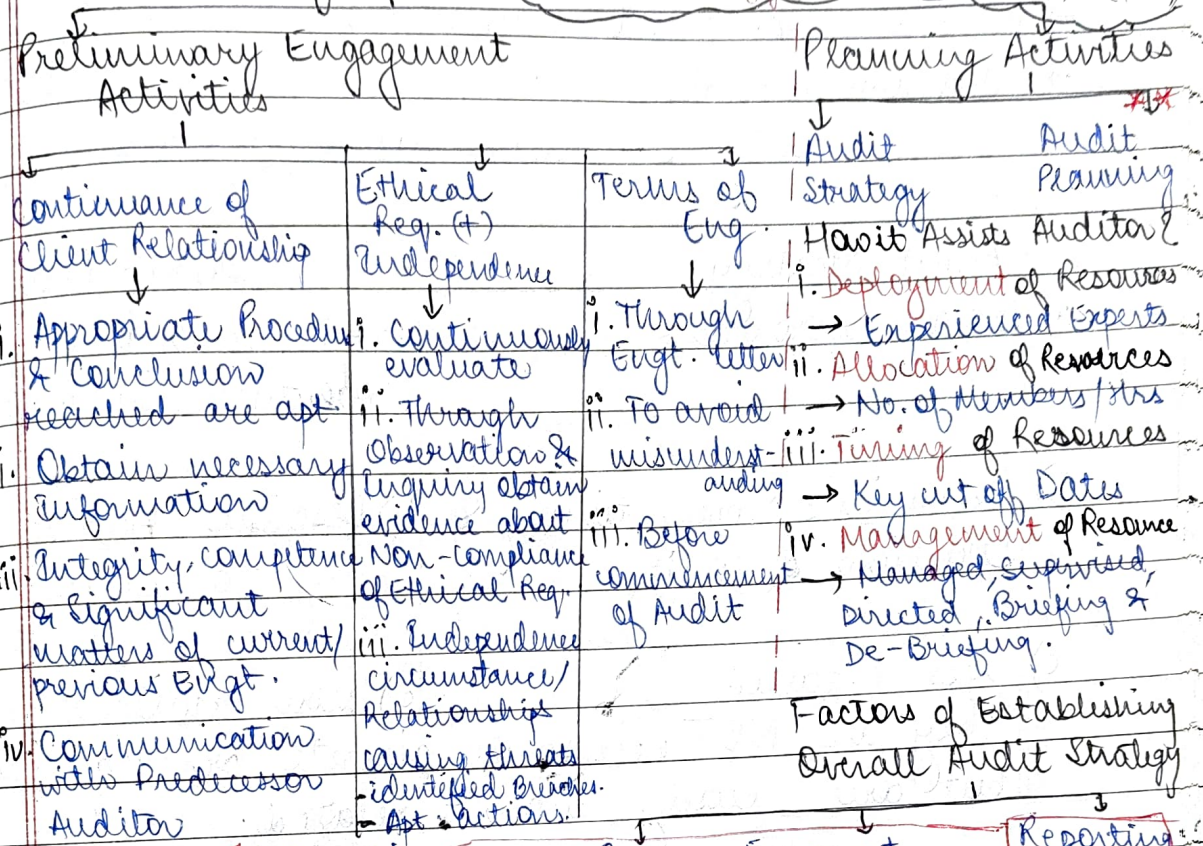 Preliminary Engagement
Activities
Continuance of
Client Relationship
i. Appropriate Procedure
& Conclusion
reached are apt.
i. Obtain necessary
Information
iii Integrity, competence
& Significant
matters of current/
previous Engt.
iv. Communication
with Predecessor
Auditor
Ethical
Req. (+)
Independence
i. Continuously
evaluate
ii. Through
Observation &
Inquiry obtain
evidence about
Non-Compliance
of Ethical Req.
iii. Independence
circumstance/
Relationships
causing threats
- identified Breaches.
- Apt. actions.
Terms of
Eng.
i. Through
Engt. letter
ii. To avoid
misunderst-
anding
iii. Before
commencement
of Audit
Planning Activities
Audit
Strategy
Audit
Planning
How it Assists Auditor?
i. Deployment of Resources
→ Experienced Experts
ii. Allocation of Resources
→ No. of Members/Hrs
iii. Timing of Resources
→ Key cut off Dates
iv. Management of Resource
→ Managed, Supervised,
Directed, Briefing &
De-Briefing.
Factors of Establishing
Overall Audit Strategy
Reporting